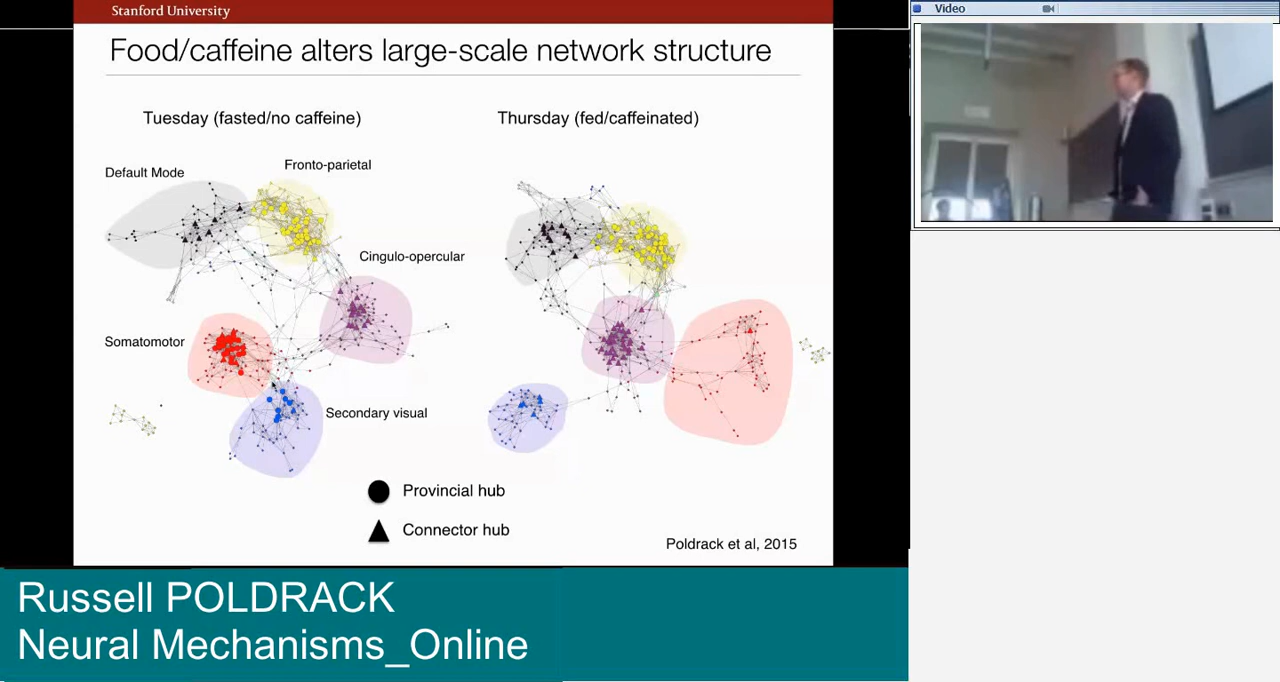 Stanford University
Video
Food/caffeine alters large-scale network structure
Tuesday (fasted/no caffeine)
Thursday (fed/caffeinated)
Default Mode
Fronto-parietal
Cingulo-opercular
Somatomotor
Secondary visual
Provincial hub
Connector hub
Poldrack et al, 2015
Russell POLDRACK
Neural Mechanisms_Online